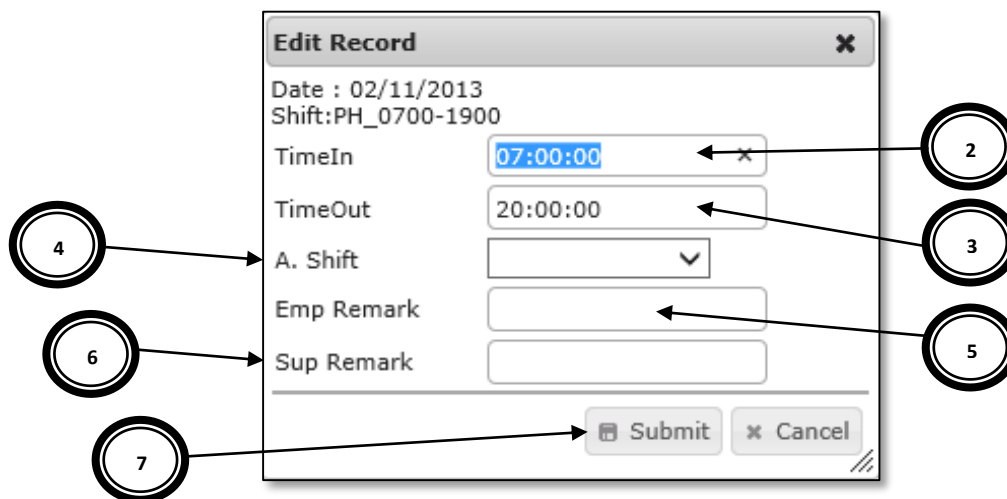 Edit Record
Date : 02/11/2013
Shift:PH_0700-1900
TimeIn 07:00:00 2
TimeOut 20:00:00 3
4 A. Shift
Emp Remark 5
6 Sup Remark
7 Submit Cancel